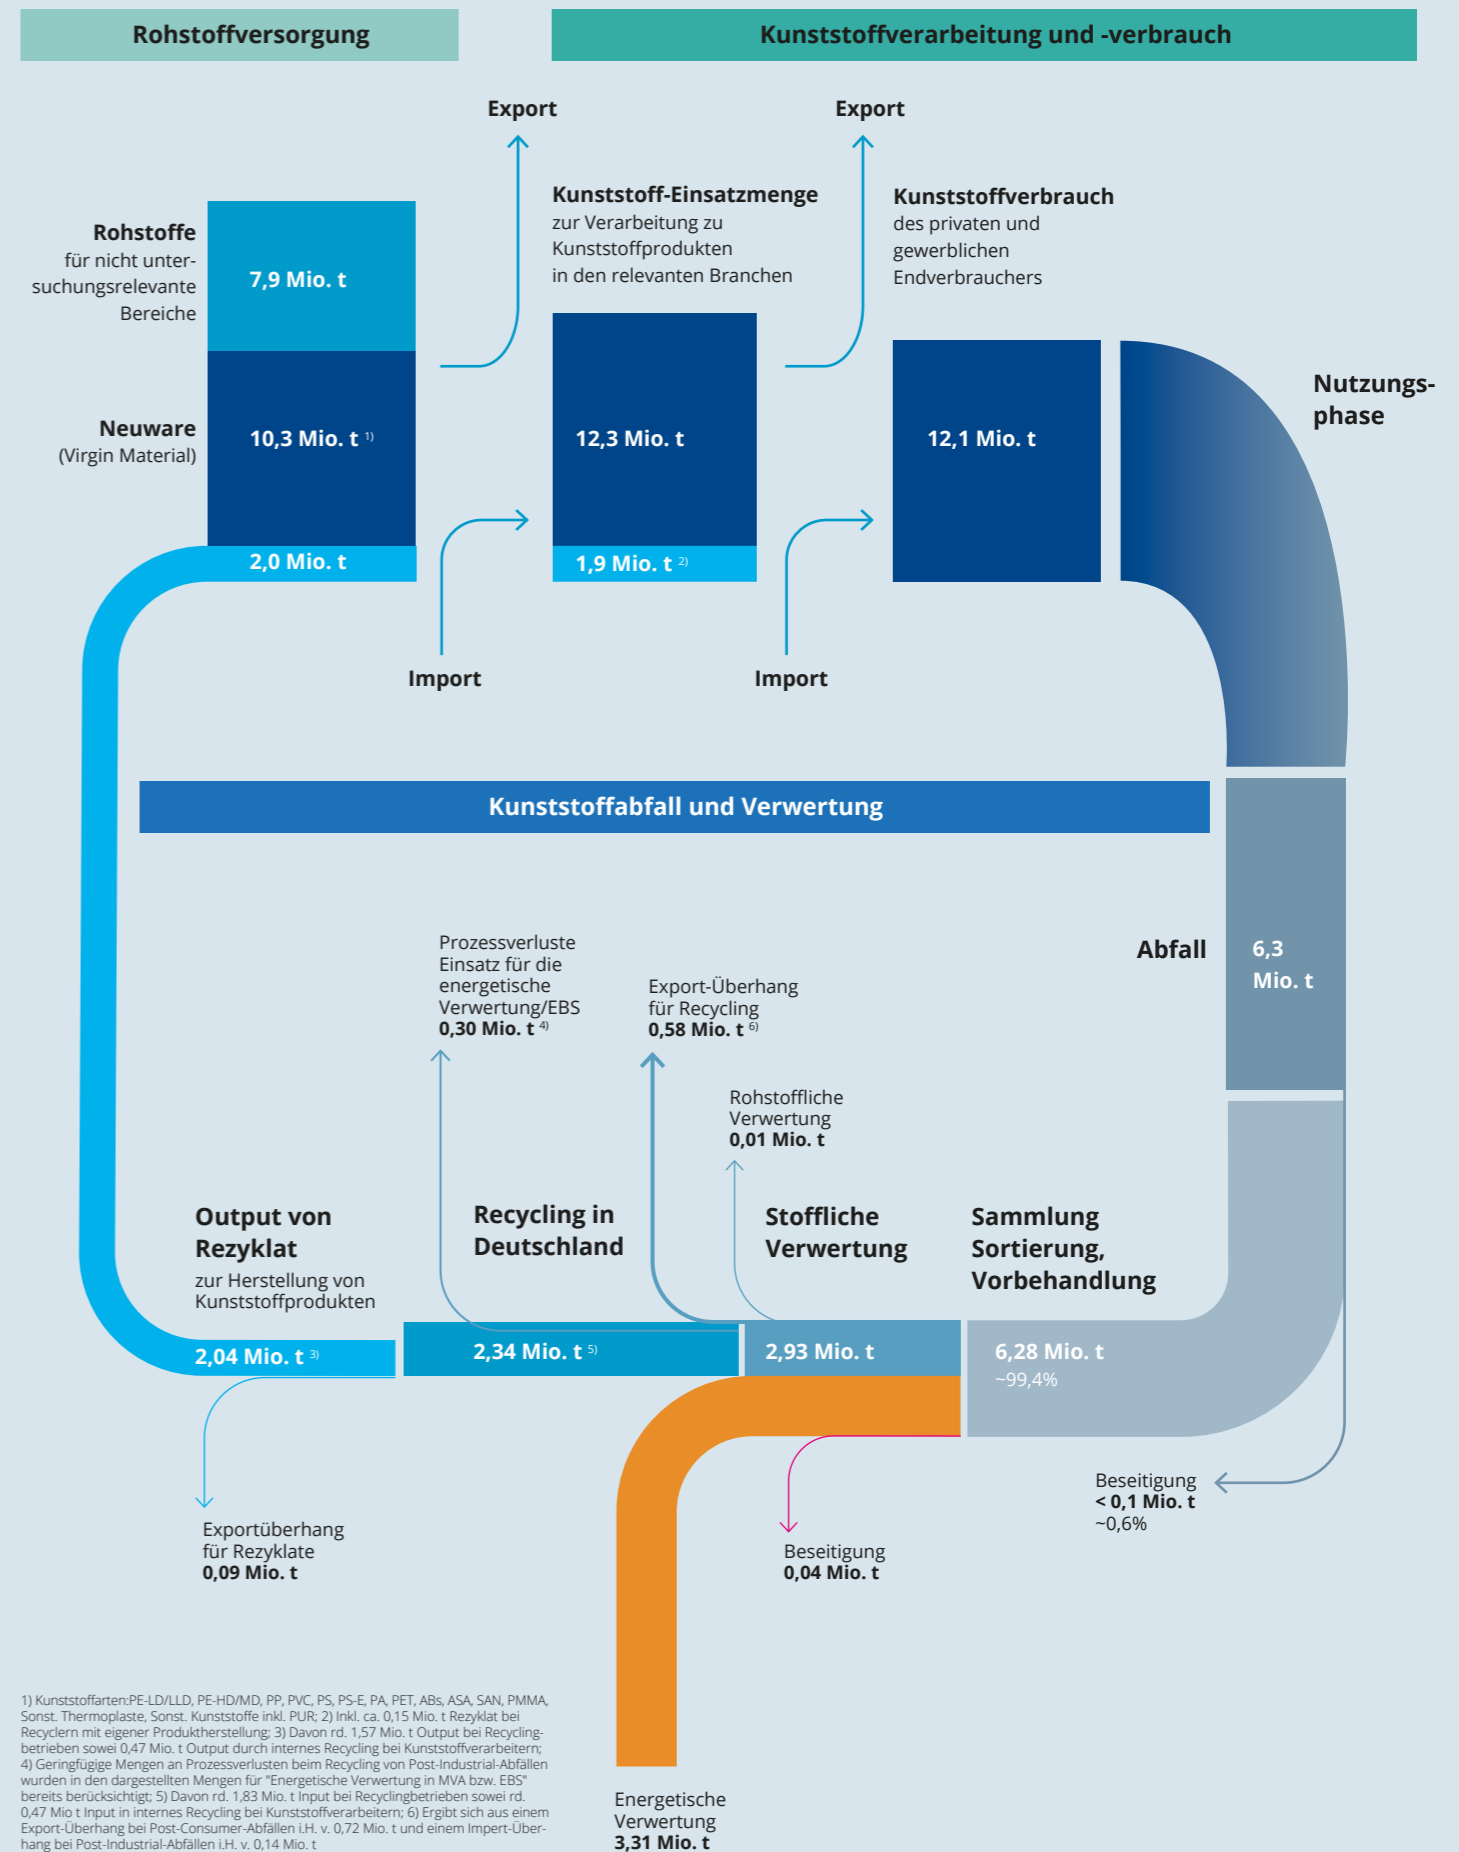 Rohstoffversorgung
Kunststoffverarbeitung und -verbrauch
Export
Export
Rohstoffe
für nicht unter-
suchungsrelevante
Bereiche
7,9 Mio. t
Neuware
(Virgin Material)
10,3 Mio. t 1)
2,0 Mio. t
Kunststoff-Einsatzmenge
zur Verarbeitung zu
Kunststoffprodukten
in den relevanten Branchen
12,3 Mio. t
1,9 Mio. t 2)
Kunststoffverbrauch
des privaten und
gewerblichen
Endverbrauchers
12,1 Mio. t
Nutzungs-
phase
Import
Import
Kunststoffabfall und Verwertung
Abfall
6,3
Mio. t
Prozessverluste
Einsatz für die
energetische
Verwertung/EBS
0,30 Mio. t 4)
Export-Überhang
für Recycling
0,58 Mio. t 6)
Rohstoffliche
Verwertung
0,01 Mio. t
Output von
Rezyklat
zur Herstellung von
Kunststoffprodukten
2,04 Mio. t 3)
Recycling in
Deutschland
2,34 Mio. t 5)
Stoffliche
Verwertung
2,93 Mio. t
Sammlung
Sortierung,
Vorbehandlung
6,28 Mio. t
~99,4%
Beseitigung
< 0,1 Mio. t
~0,6%
Exportüberhang
für Rezyklate
0,09 Mio. t
Beseitigung
0,04 Mio. t
Energetische
Verwertung
3,31 Mio. t
1) Kunststoffarten:PE-LD/LLD, PE-HD/MD, PP, PVC, PS, PS-E, PA, PET, ABs, ASA, SAN, PMMA,
Sonst. Thermoplaste, Sonst. Kunststoffe inkl. PUR; 2) Inkl. ca. 0,15 Mio. t Rezyklat bei
Recyclern mit eigener Produktherstellung; 3) Davon rd. 1,57 Mio. t Output bei Recycling-
betrieben sowei 0,47 Mio. t Output durch internes Recycling bei Kunststoffverarbeitern;
4) Geringfügige Mengen an Prozessverlusten beim Recycling von Post-Industrial-Abfällen
wurden in den dargestellten Mengen für "Energetische Verwertung in MVA bzw. EBS"
bereits berücksichtigt; 5) Davon rd. 1,83 Mio. t Input bei Recyclingbetrieben sowei rd.
0,47 Mio t Input in internes Recycling bei Kunststoffverarbeitern; 6) Ergibt sich aus einem
Export-Überhang bei Post-Consumer-Abfällen i.H. v. 0,72 Mio. t und einem Impert-Über-
hang bei Post-Industrial-Abfällen i.H. v. 0,14 Mio. t